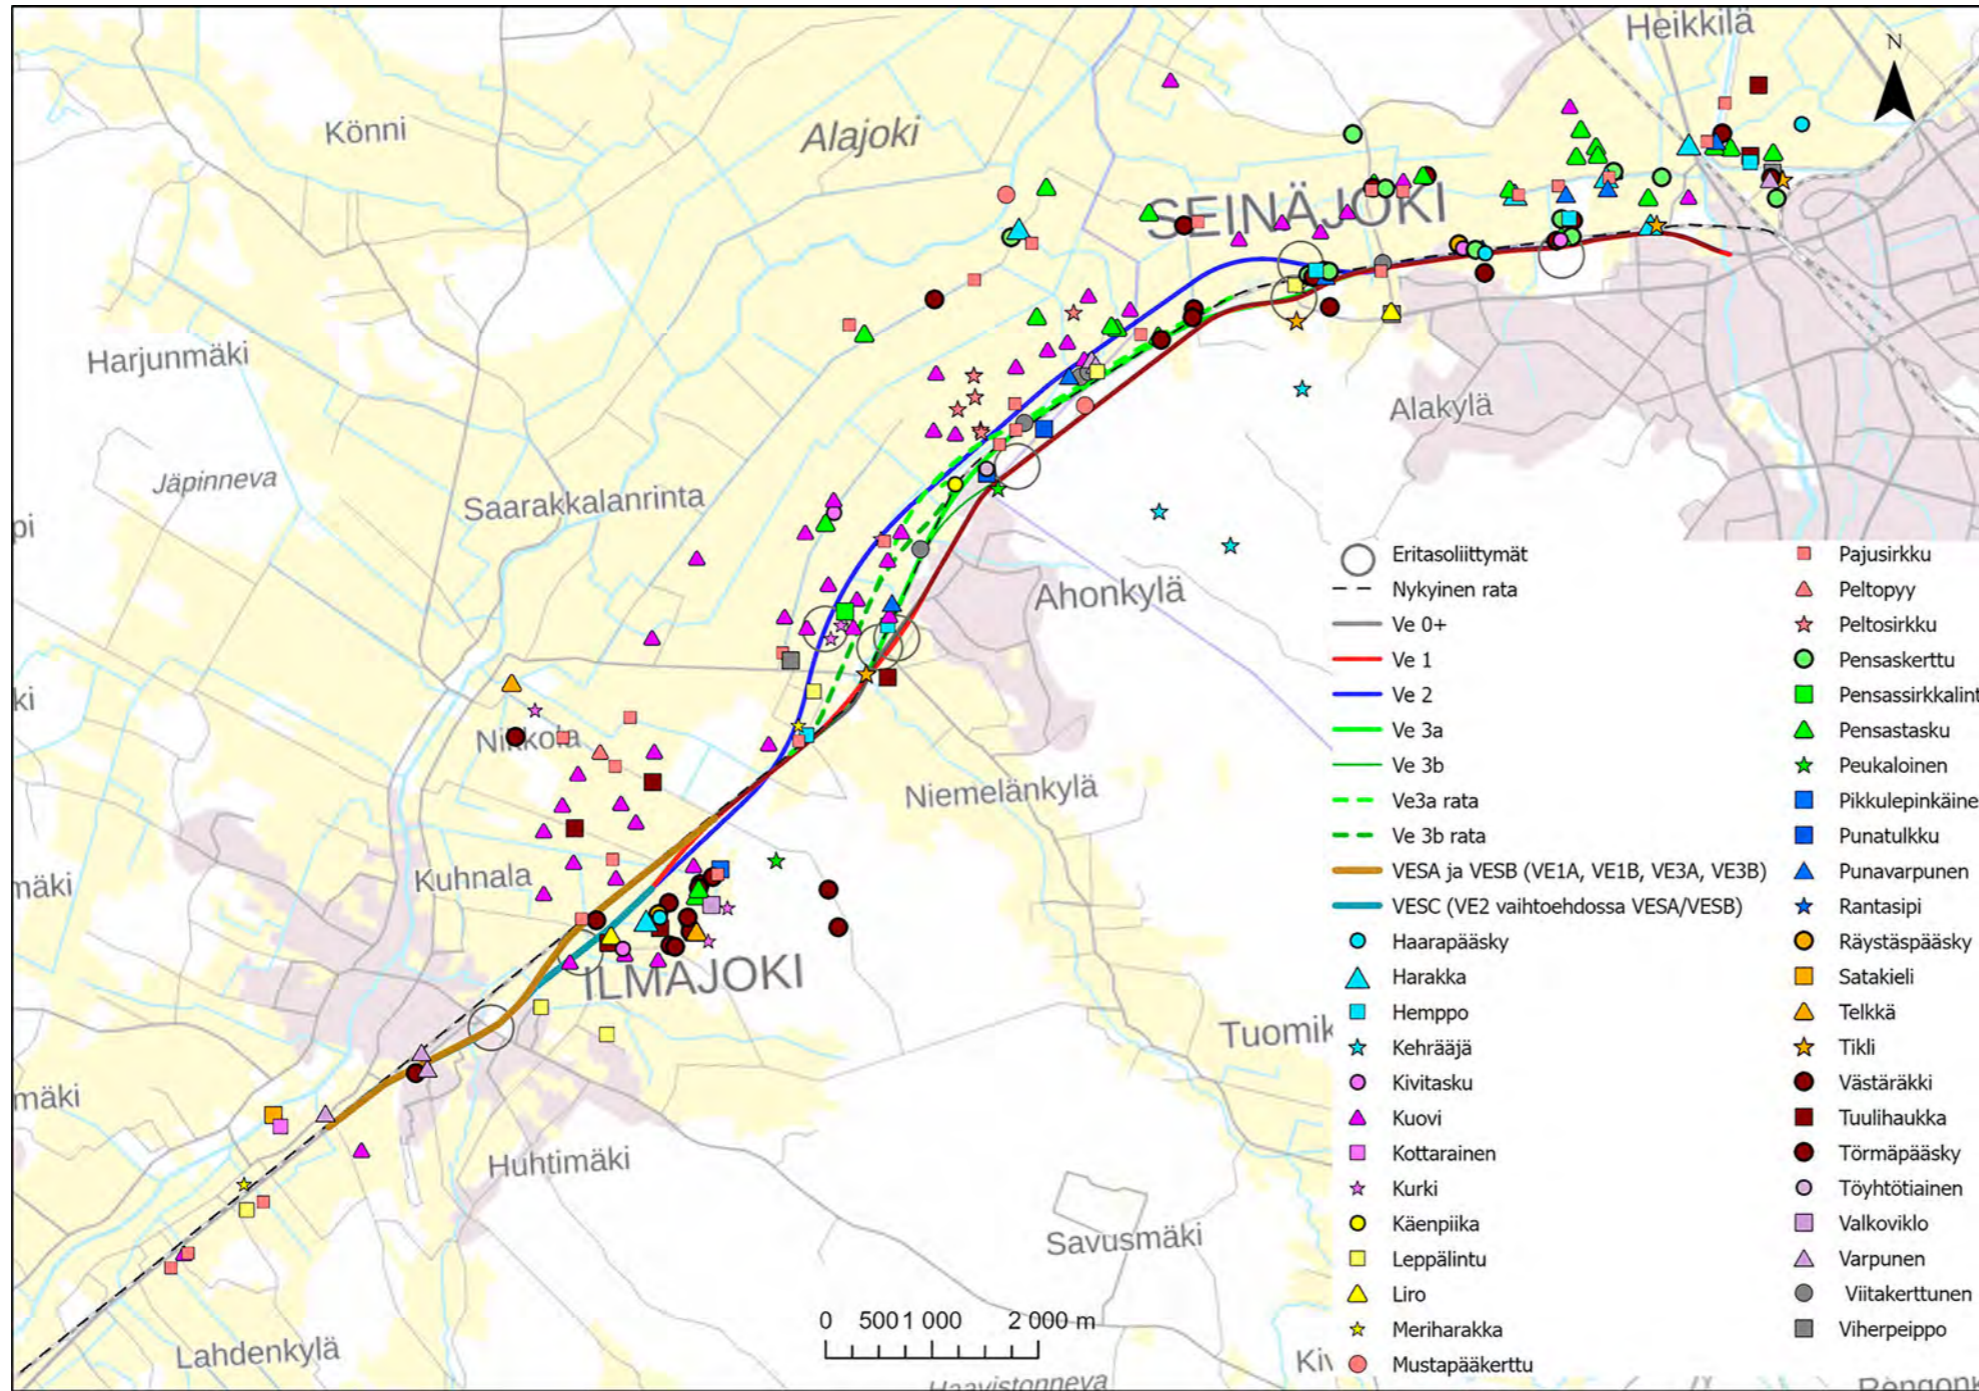 Heikkilä
N
Könni
Alajoki
SEINÄJOKI
Harjunmäki
Alakylä
Jäpinneva
Saarakkalanrinta
pi
Ahonkylä
ki
Nikkola
Niemelänkylä
Kuhnala
mäki
ILMAJOKI
Tuomik
mäki
Huhtimäki
Savusmäki
0 500 1 000 2 000 m
Lahdenkylä
Kiv
Haavistonneva
Eritasoliittymät
Nykyinen rata
Ve 0+
Ve 1
Ve 2
Ve 3a
Ve 3b
Ve3a rata
Ve 3b rata
VESA ja VESB (VE1A, VE1B, VE3A, VE3B)
VESC (VE2 vaihtoehdossa VESA/VESB)
Haarapääsky
Harakka
Hemppo
Kehrääjä
Kivitasku
Kuovi
Kottarainen
Kurki
Käenpiika
Leppälintu
Liro
Meriharakka
Mustapääkerttu
Pajusirkku
Peltopyy
Peltosirkku
Pensaskerttu
Pensassirkkalint
Pensastasku
Peukaloinen
Pikkulepinkäine
Punatulkku
Punavarpunen
Rantasipi
Räystäspääsky
Satakieli
Telkkä
Tikli
Västäräkki
Tuulihaukka
Törmäpääsky
Töyhtötiainen
Valkoviklo
Varpunen
Viitakerttunen
Viherpeippo